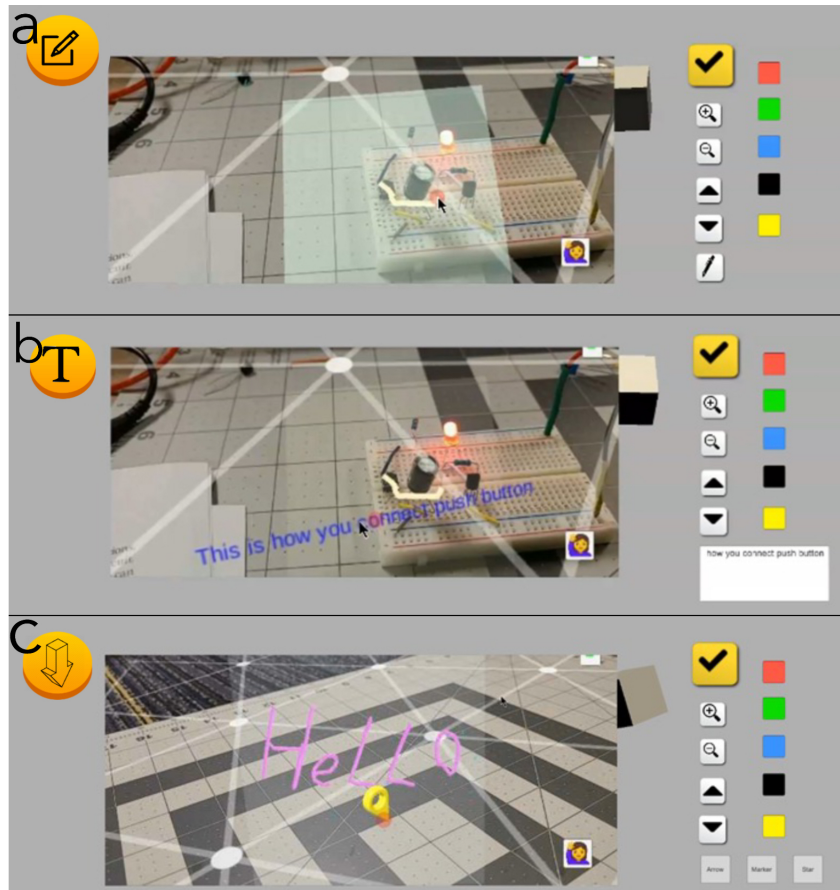 a
b
T
This is how you connect push button
how you connect push button
c
HeLLO
Arrow
Marker
Star